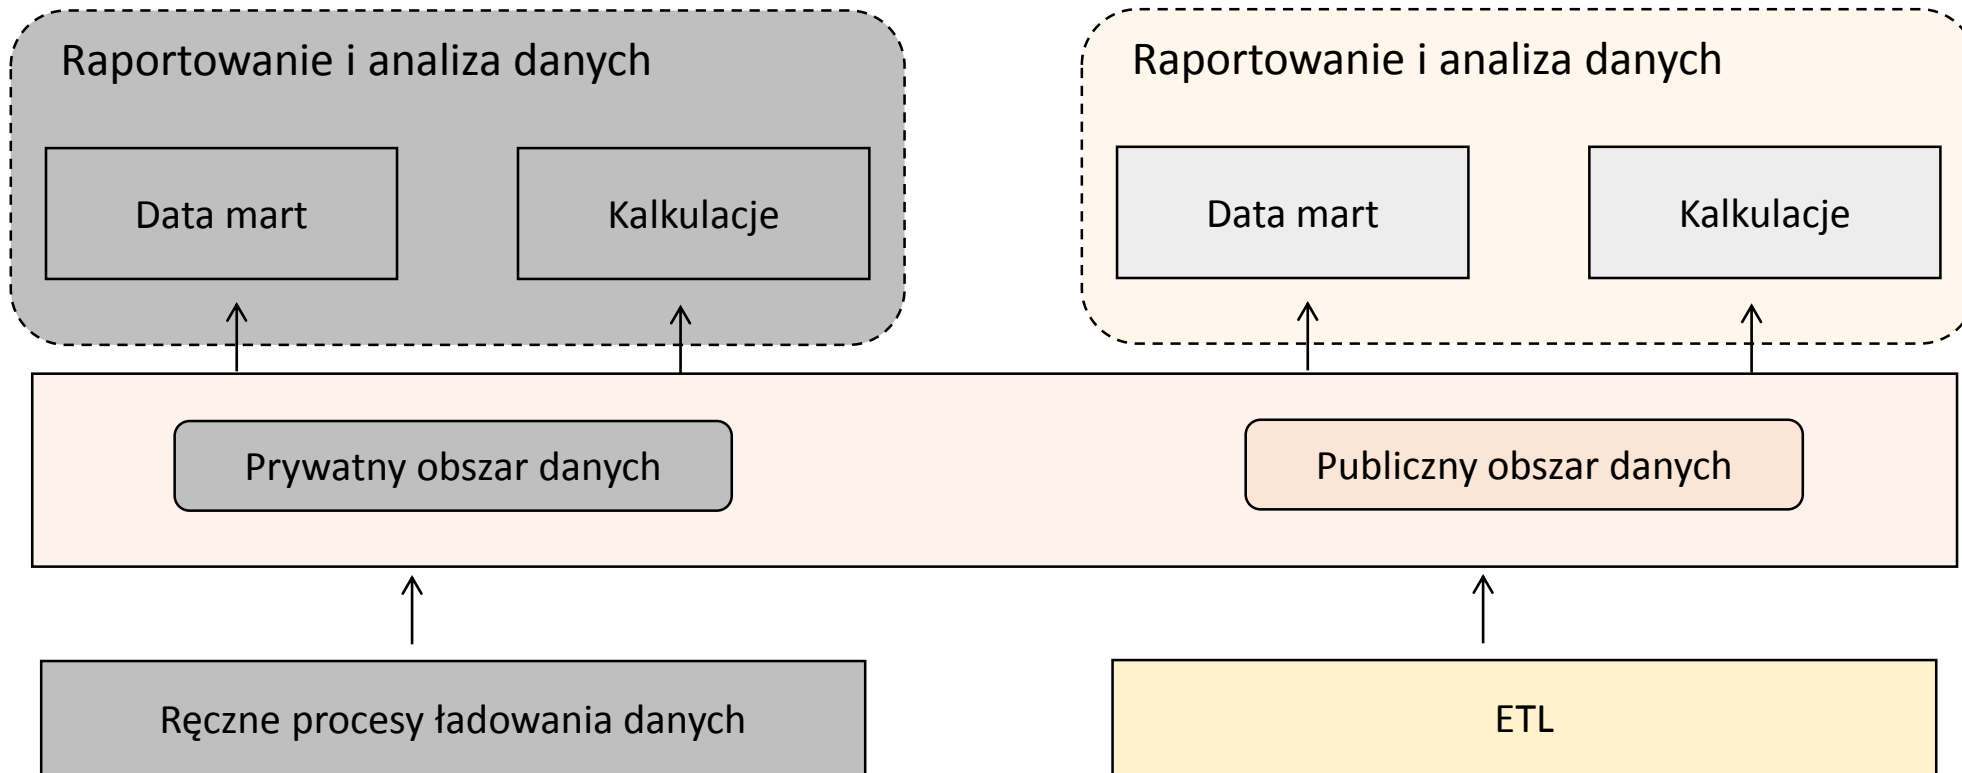 Raportowanie i analiza danych
Data mart
Kalkulacje
Raportowanie i analiza danych
Data mart
Kalkulacje
Prywatny obszar danych
Publiczny obszar danych
Ręczne procesy ładowania danych
ETL